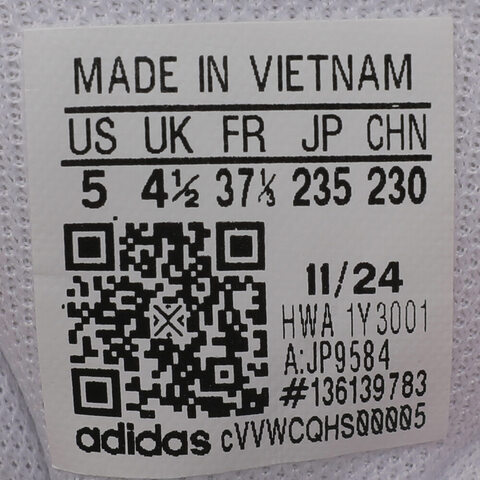 MADE IN VIETNAM
US UK FR JP CHN
5 4½ 37⅓ 235 230
11/24
HWA 1Y3001
A:JP9584
#136139783
adidas cVVWCQHS00005